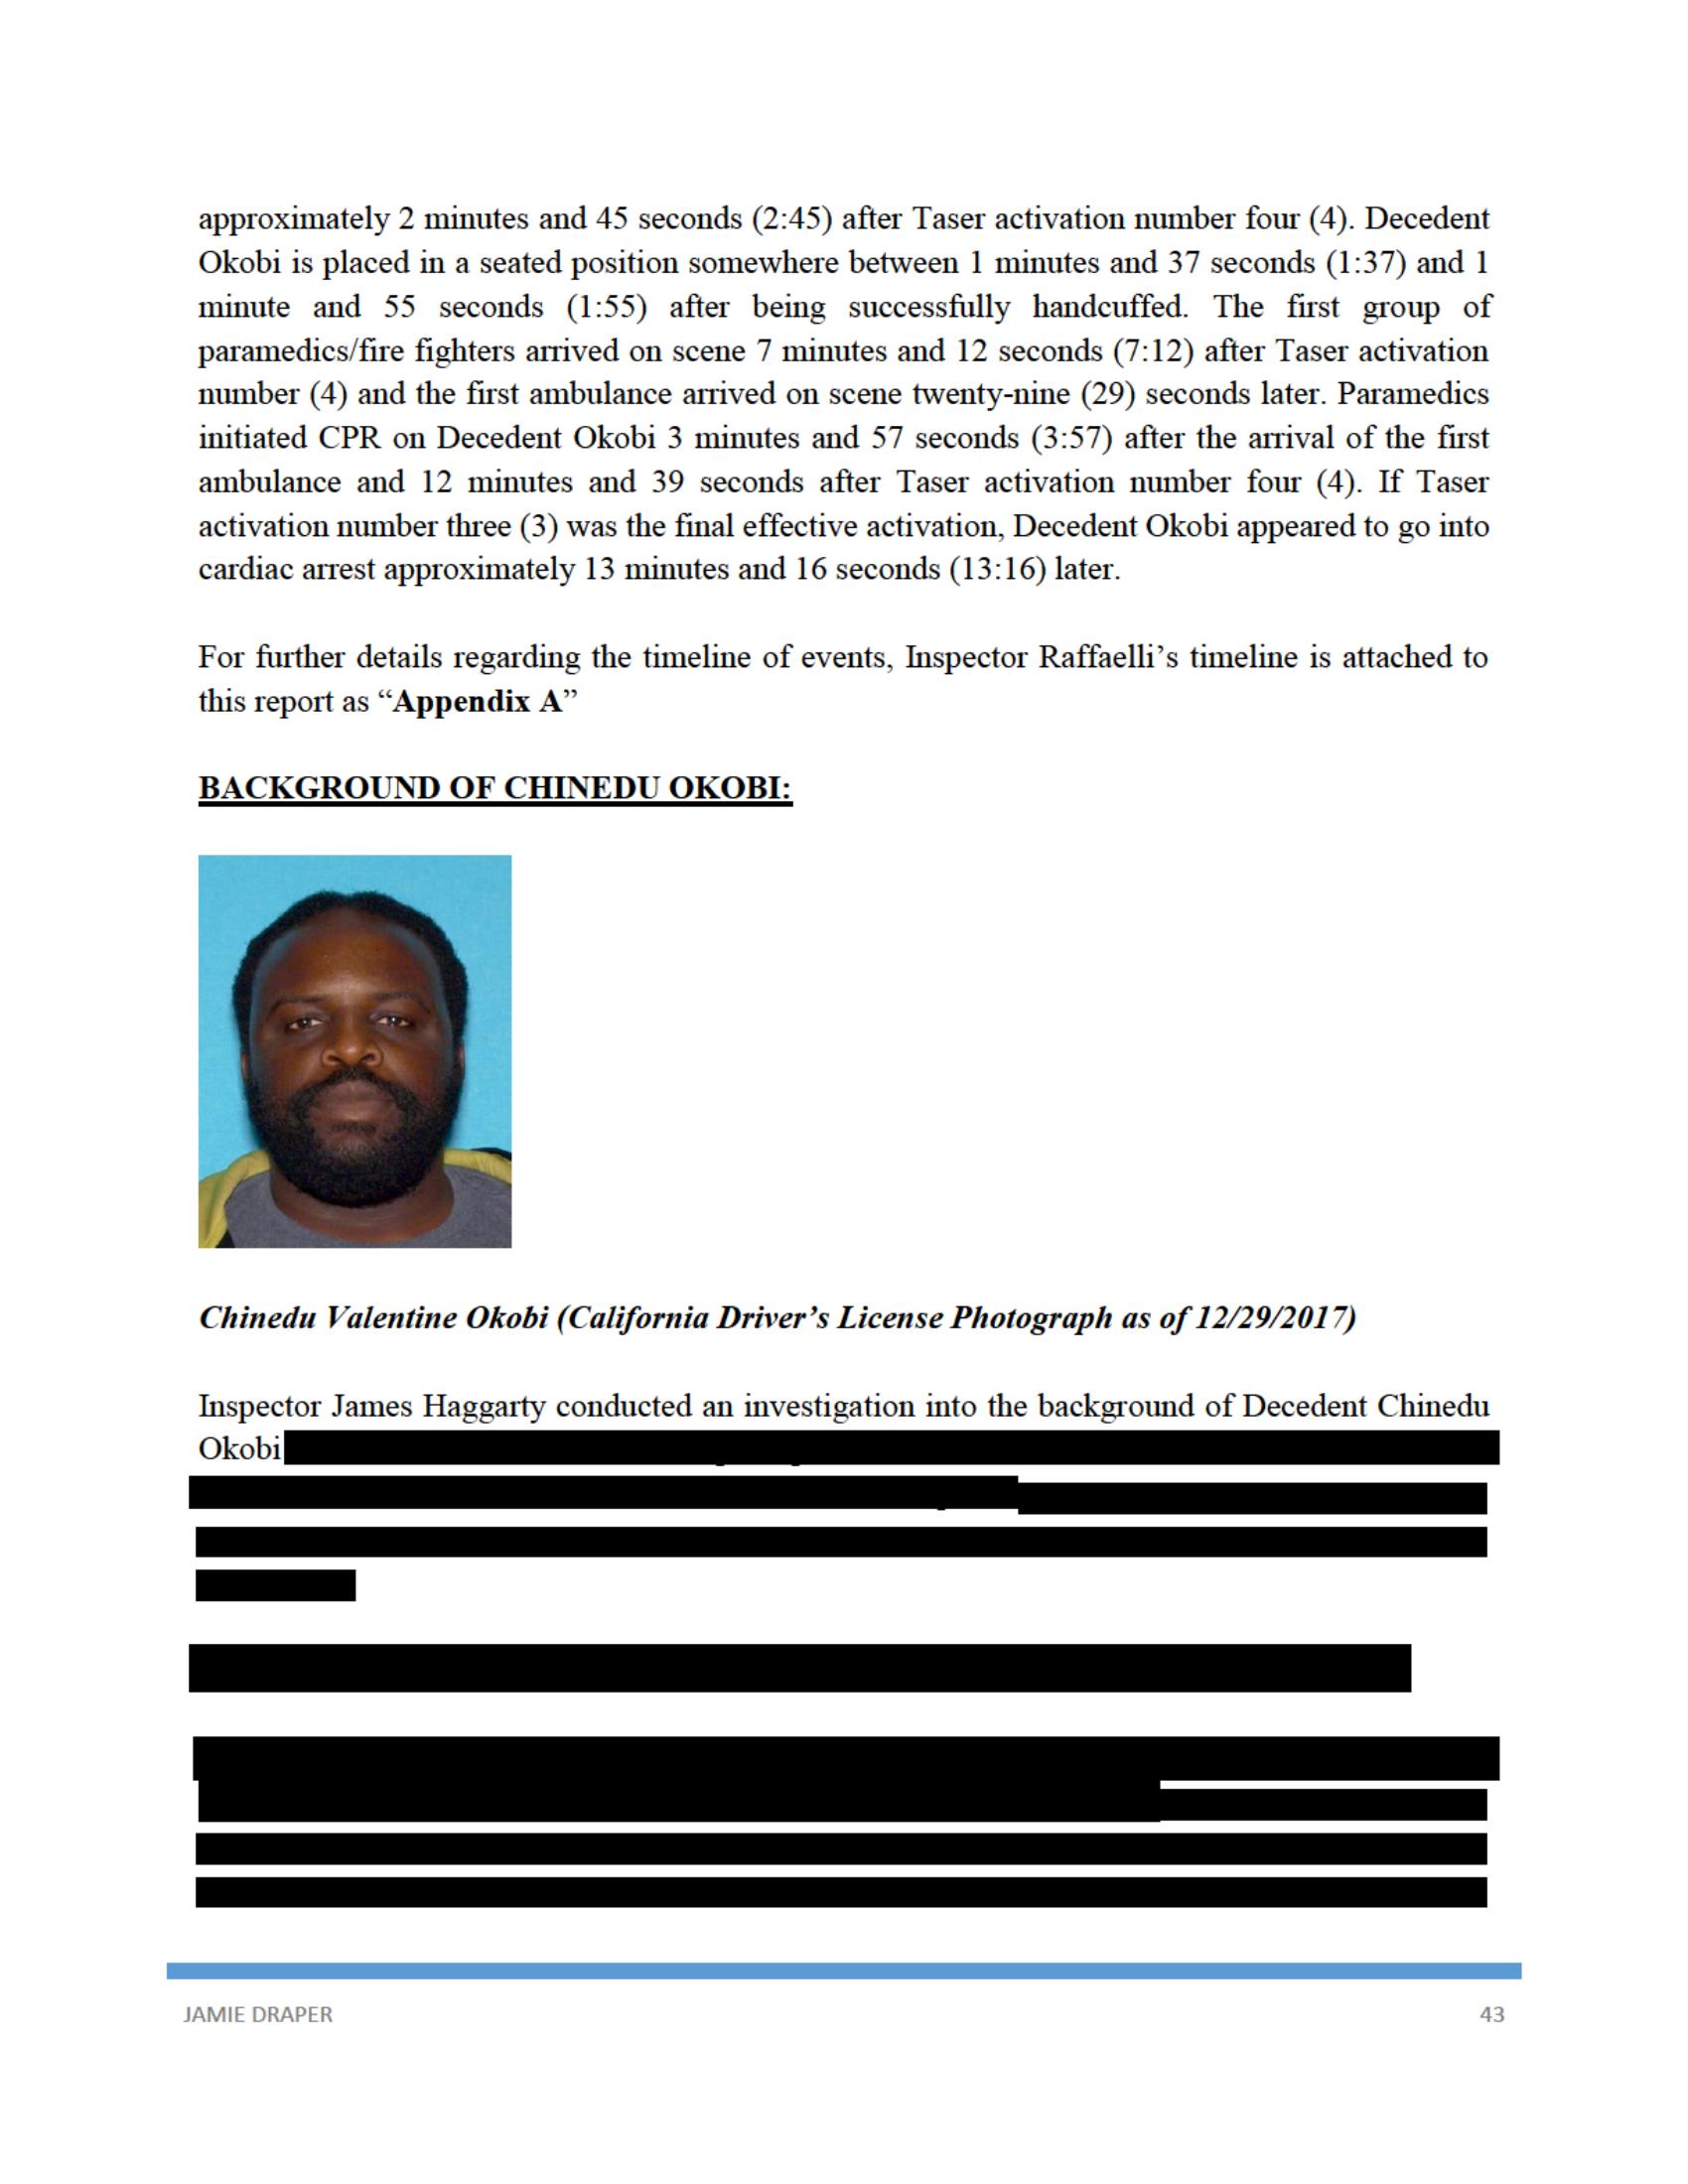 approximately 2 minutes and 45 seconds (2:45) after Taser activation number four (4). Decedent
Okobi is placed in a seated position somewhere between 1 minutes and 37 seconds (1:37) and 1
minute and 55 seconds (1:55) after being successfully handcuffed. The first group of
paramedics/fire fighters arrived on scene 7 minutes and 12 seconds (7:12) after Taser activation
number (4) and the first ambulance arrived on scene twenty-nine (29) seconds later. Paramedics
initiated CPR on Decedent Okobi 3 minutes and 57 seconds (3:57) after the arrival of the first
ambulance and 12 minutes and 39 seconds after Taser activation number four (4). If Taser
activation number three (3) was the final effective activation, Decedent Okobi appeared to go into
cardiac arrest approximately 13 minutes and 16 seconds (13:16) later.
For further details regarding the timeline of events, Inspector Raffaelli’s timeline is attached to
this report as “Appendix A”
BACKGROUND OF CHINEDU OKOBI:
Chinedu Valentine Okobi (California Driver’s License Photograph as of 12/29/2017)
Inspector James Haggarty conducted an investigation into the background of Decedent Chinedu
Okobi
JAMIE DRAPER
43